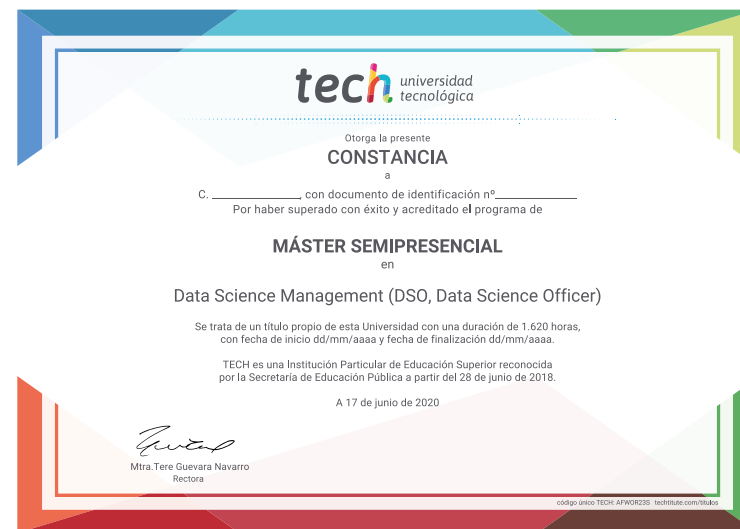 tech universidad
tecnológica
Otorga la presente
CONSTANCIA
a
C. ____________, con documento de identificación nº____________
Por haber superado con éxito y acreditado el programa de
MÁSTER SEMIPRESENCIAL
en
Data Science Management (DSO, Data Science Officer)
Se trata de un título propio de esta Universidad con una duración de 1.620 horas,
con fecha de inicio dd/mm/aaaa y fecha de finalización dd/mm/aaaa.
TECH es una Institución Particular de Educación Superior reconocida
por la Secretaría de Educación Pública a partir del 28 de junio de 2018.
A 17 de junio de 2020
Mtra.Tere Guevara Navarro
Rectora
código único TECH: AFWOR23S techtitute.com/titulos